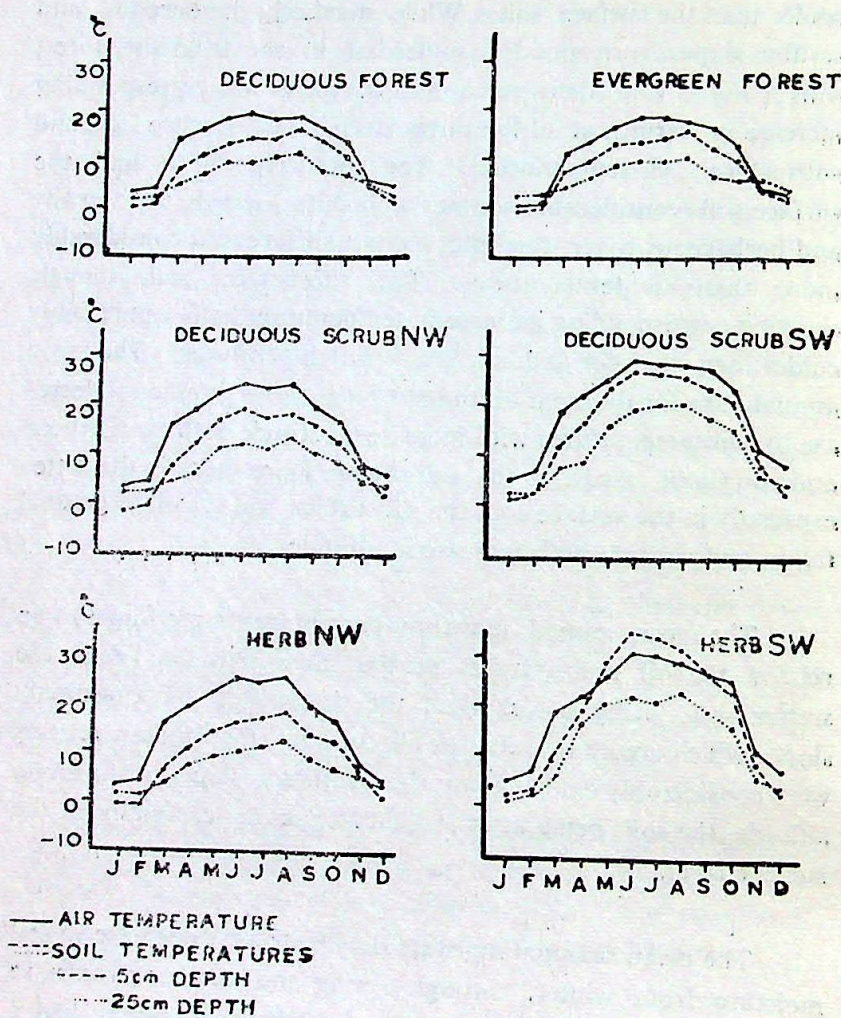 °C
30
20
10
0
-10
DECIDUOUS FOREST
EVERGREEN FOREST
°C
30
20
10
0
-10
DECIDUOUS SCRUB NW
DECIDUOUS SCRUB SW
°C
30
20
10
0
-10
HERB NW
HERB SW
J F M A M J J A S O N D
J F M A M J J A S O N D
AIR TEMPERATURE
SOIL TEMPERATURES
5cm DEPTH
25cm DEPTH